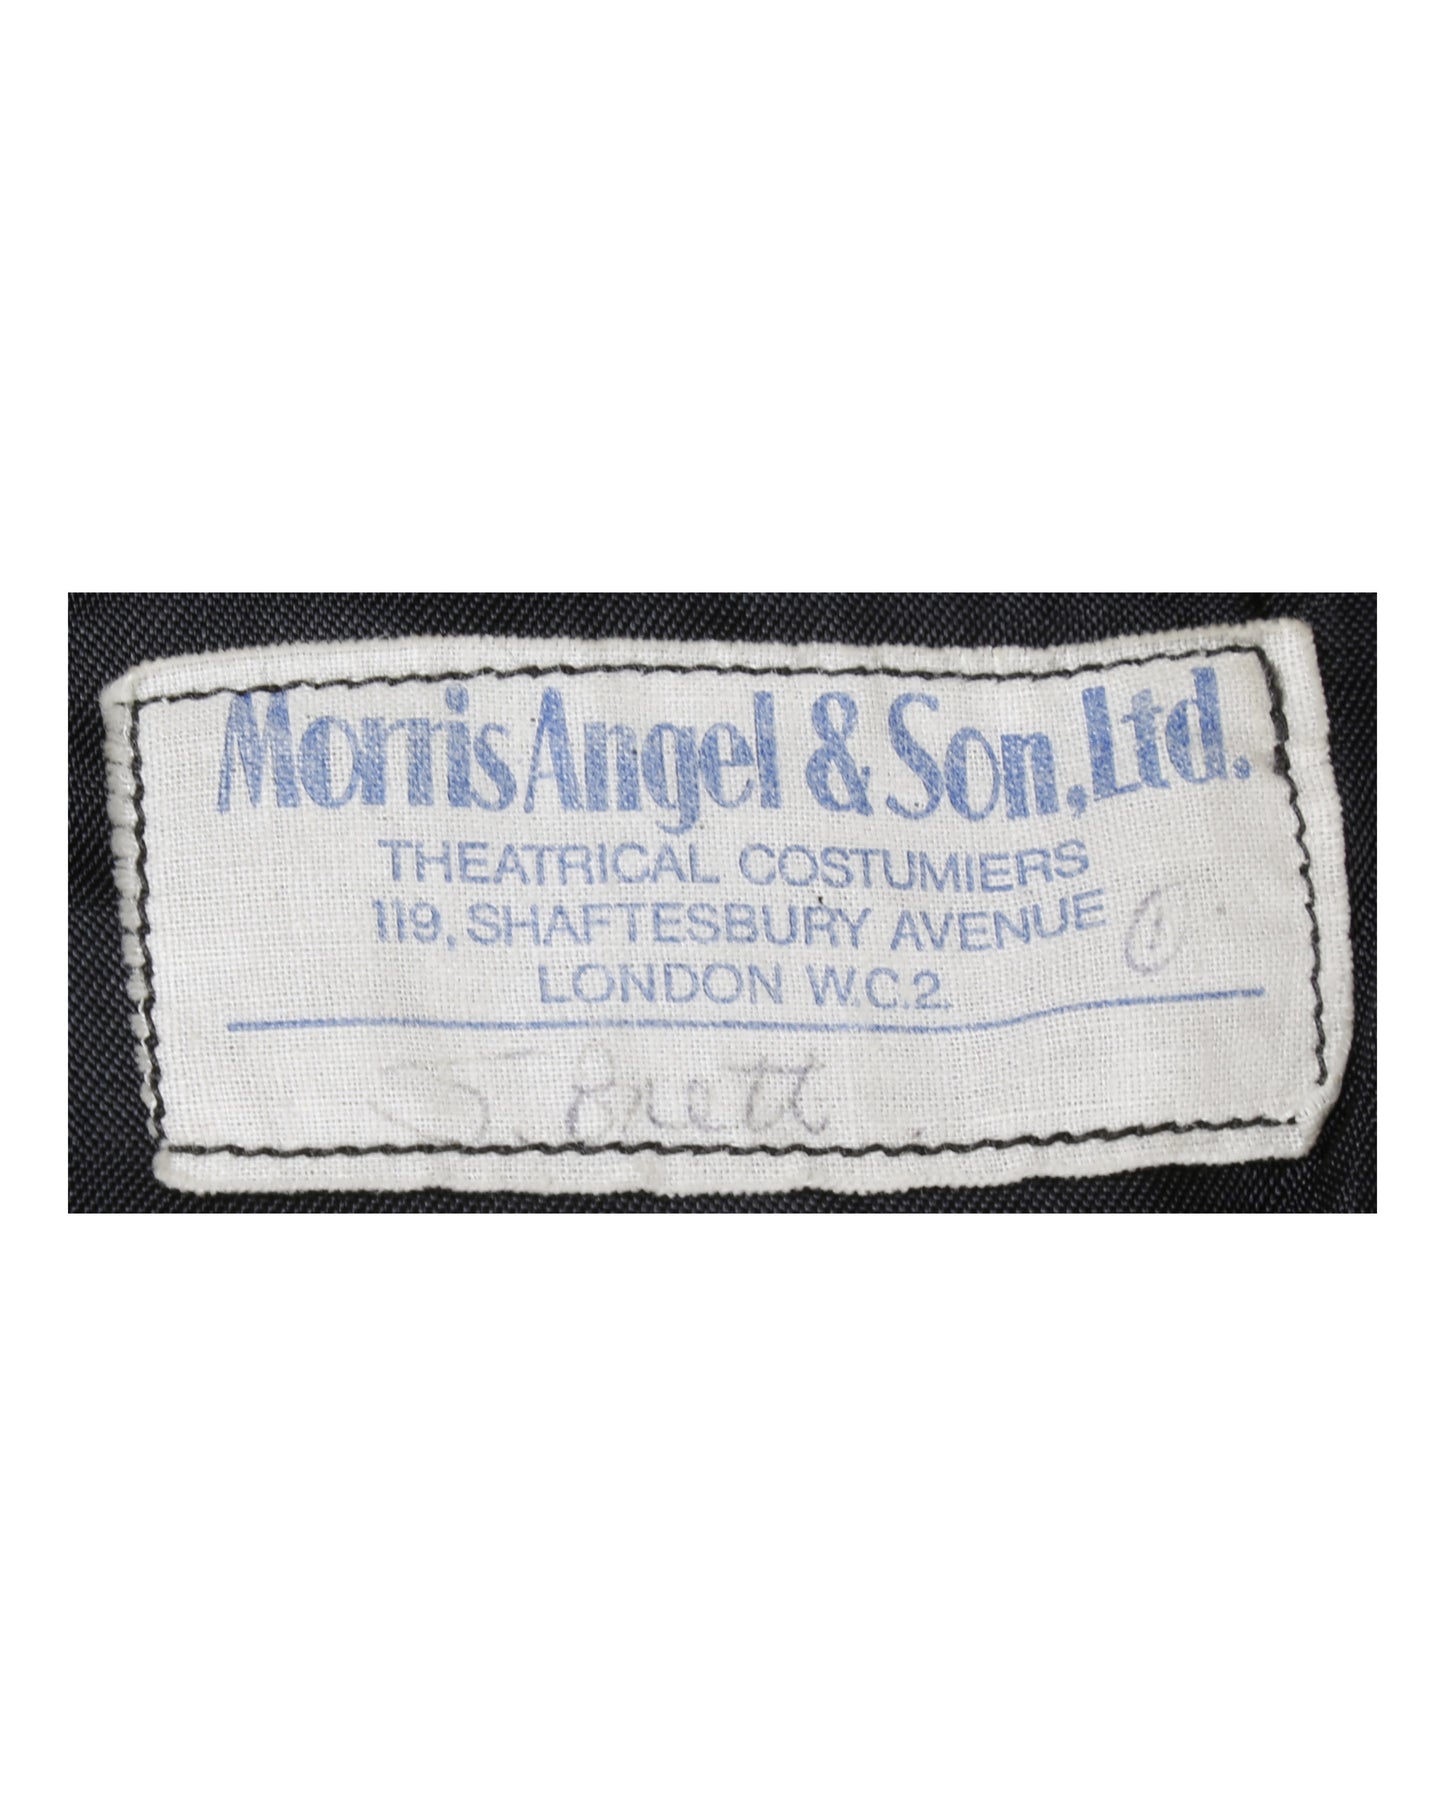 Morris Angel & Son, Ltd.
THEATRICAL COSTUMIERS
119, SHAFTESBURY AVENUE
LONDON W.C.2.
J. Brett